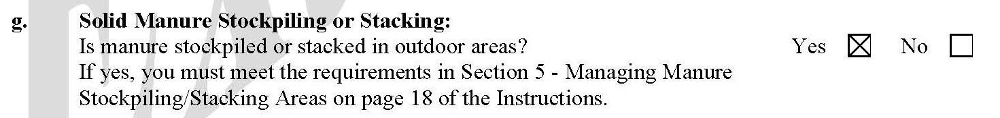 g. Solid Manure Stockpiling or Stacking:
Is manure stockpiled or stacked in outdoor areas? Yes ☒ No ☐
If yes, you must meet the requirements in Section 5 - Managing Manure
Stockpiling/Stacking Areas on page 18 of the Instructions.